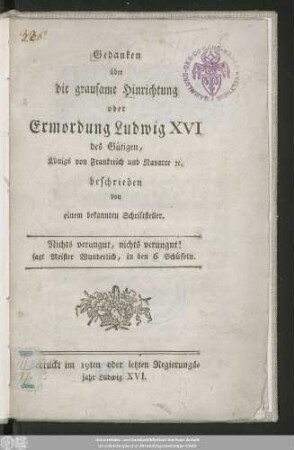 Gedanken
über
die grausame Hinrichtung
oder
Ermordung Ludwig XVI
des Gütigen,
Königs von Frankreich und Navarre ꝛc.
beschrieben
von
einem bekannten Schriftsteller.
Nichts verungut, nichts verungut!
sagt Meister Wunderlich, in den 6 Schüsseln.
im 19ten oder letzten Regierungs-
jahr Ludwig XVI.